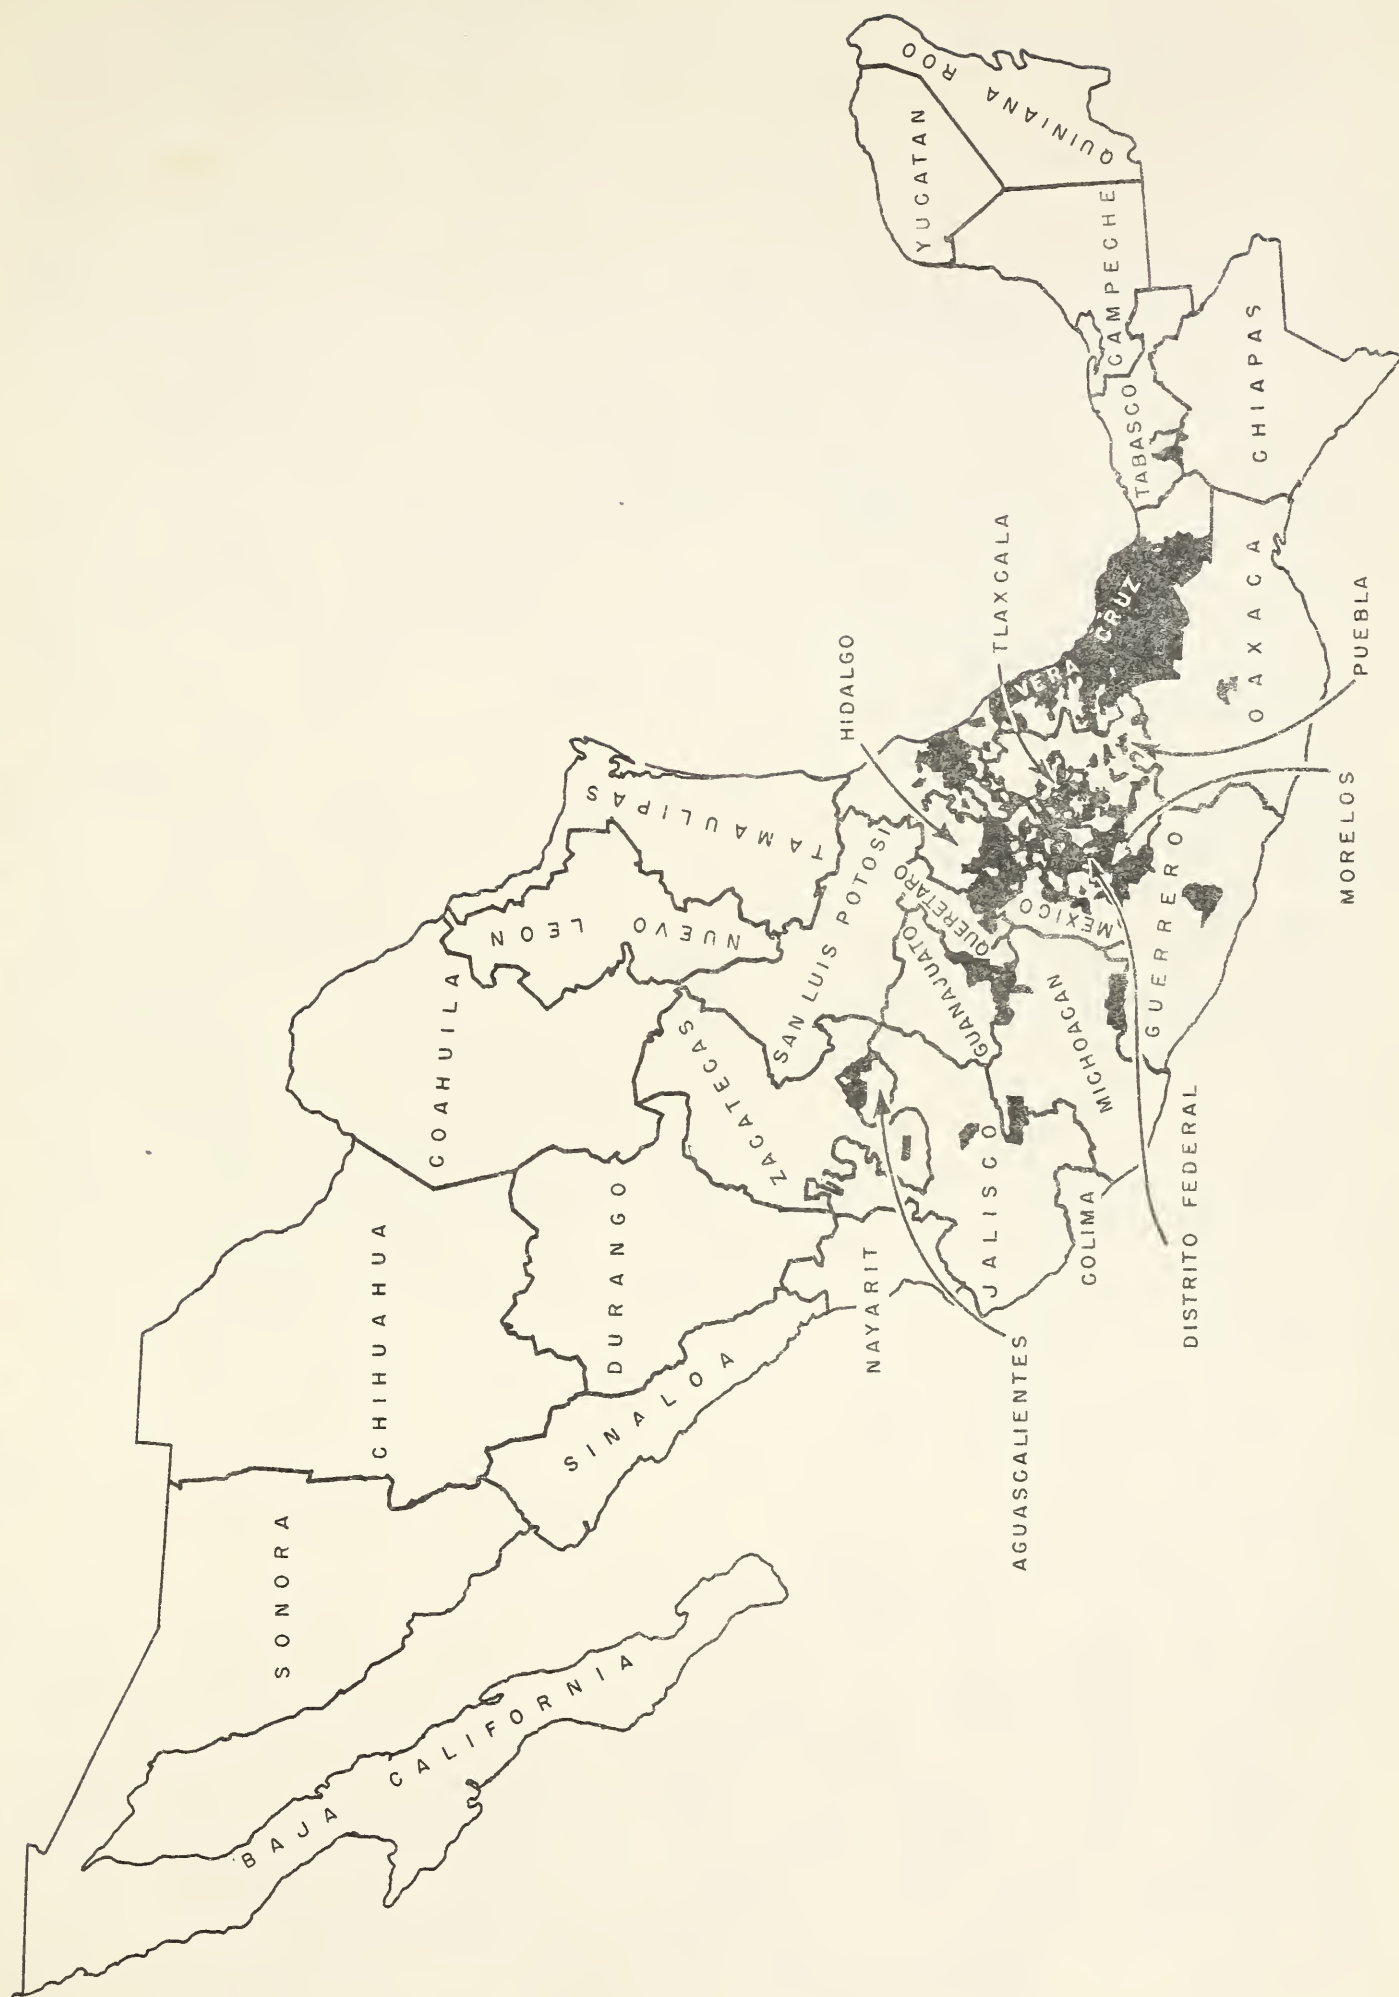 BAJA CALIFORNIA
SONORA
CHIHUAHUA
COAHUILA
NUEVO LEON
TAMAULIPAS
SINALOA
DURANGO
ZACATECAS
SAN LUIS POTOSI
NAYARIT
AGUASCALIENTES
JALISCO
GUANAJUATO
QUERETARO
HIDALGO
COLIMA
MICHOACAN
MEXICO
DISTRITO FEDERAL
TLAXCALA
MORELOS
PUEBLA
VERA CRUZ
GUERRERO
OAXACA
TABASCO
CHIAPAS
CAMPECHE
YUCATAN
QUINIANA ROO